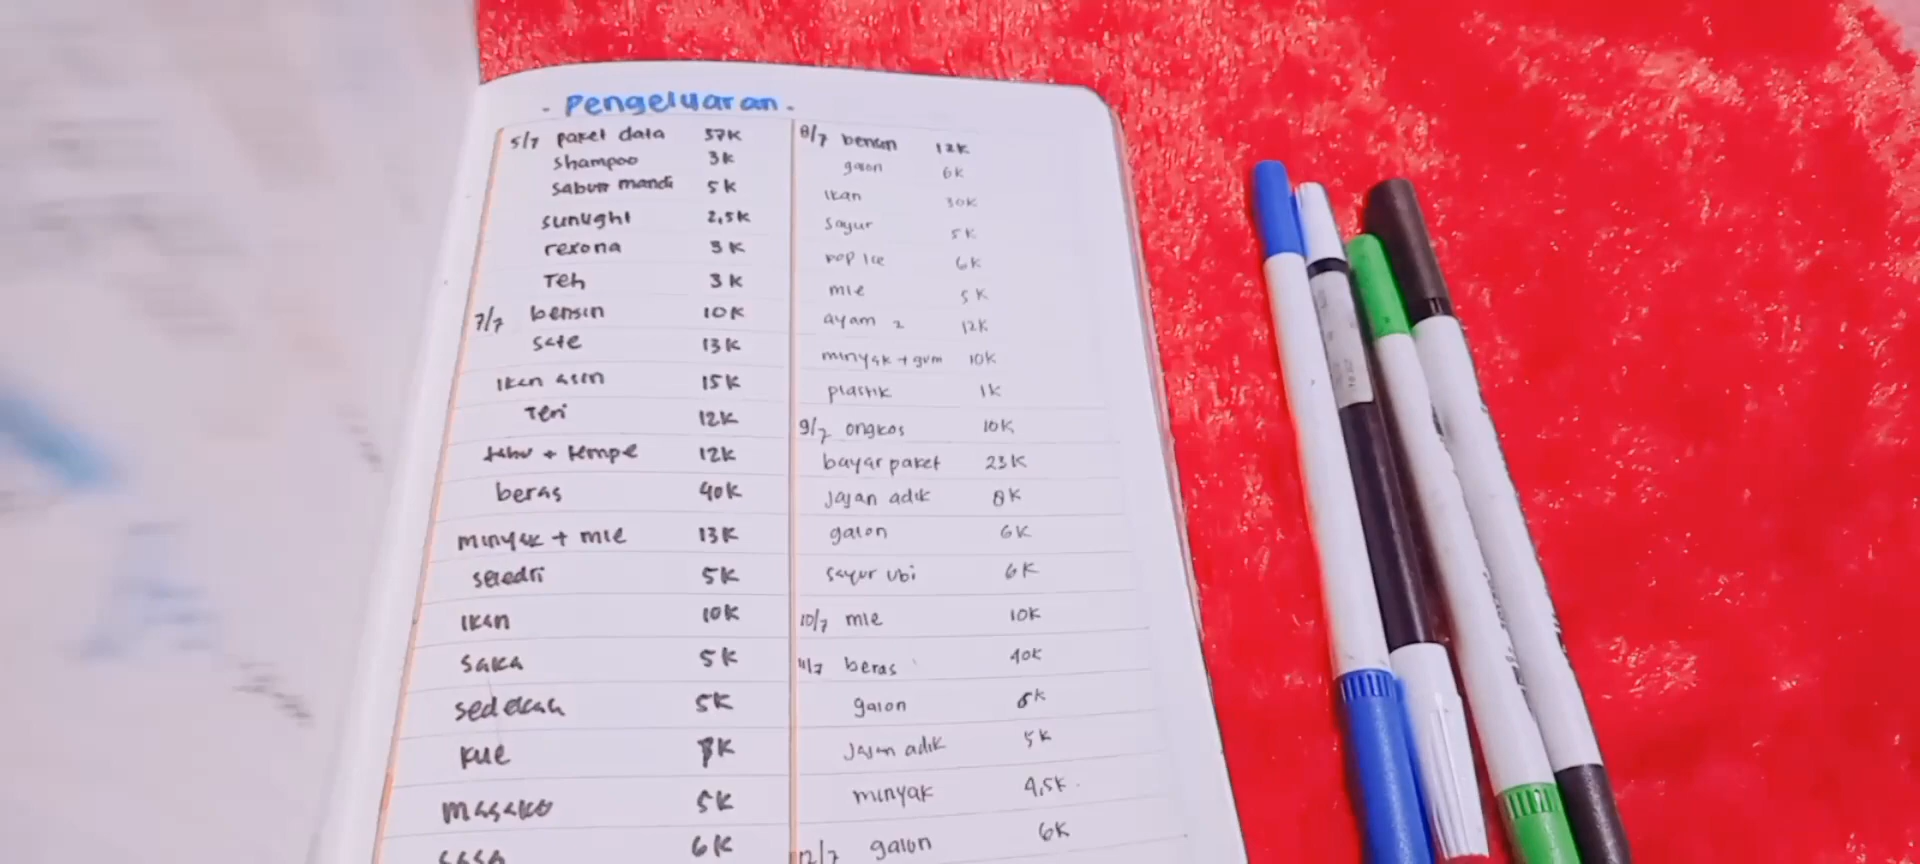 - Pengeluaran -
5/7 paket data 37K
Shampoo 3K
Sabun mandi 5K
sunlight 2,5K
rexona 3K
Teh 3K
7/7 bensin 10K
sate 13K
Ikan asin 15K
Teri 12K
tahu + tempe 12K
beras 40K
minyak + mie 13K
seledri 5K
Ikan 10K
saka 5K
sedekah 5K
kue
masako 5K
sasa 6K
8/7 bensin 12K
galon 6K
Ikan 30K
Sayur 5K
POP Ice 6K
mie 5K
ayam 2 12K
minyak + gum 10K
plastik 1K
9/7 ongkos 10K
bayar paket 23K
Jajan adik 8K
galon 6K
sayur ubi 6K
10/7 mie 10K
11/7 beras 40K
galon 6K
Jajan adik 5K
minyak 4,5K.
12/7 galon 6K